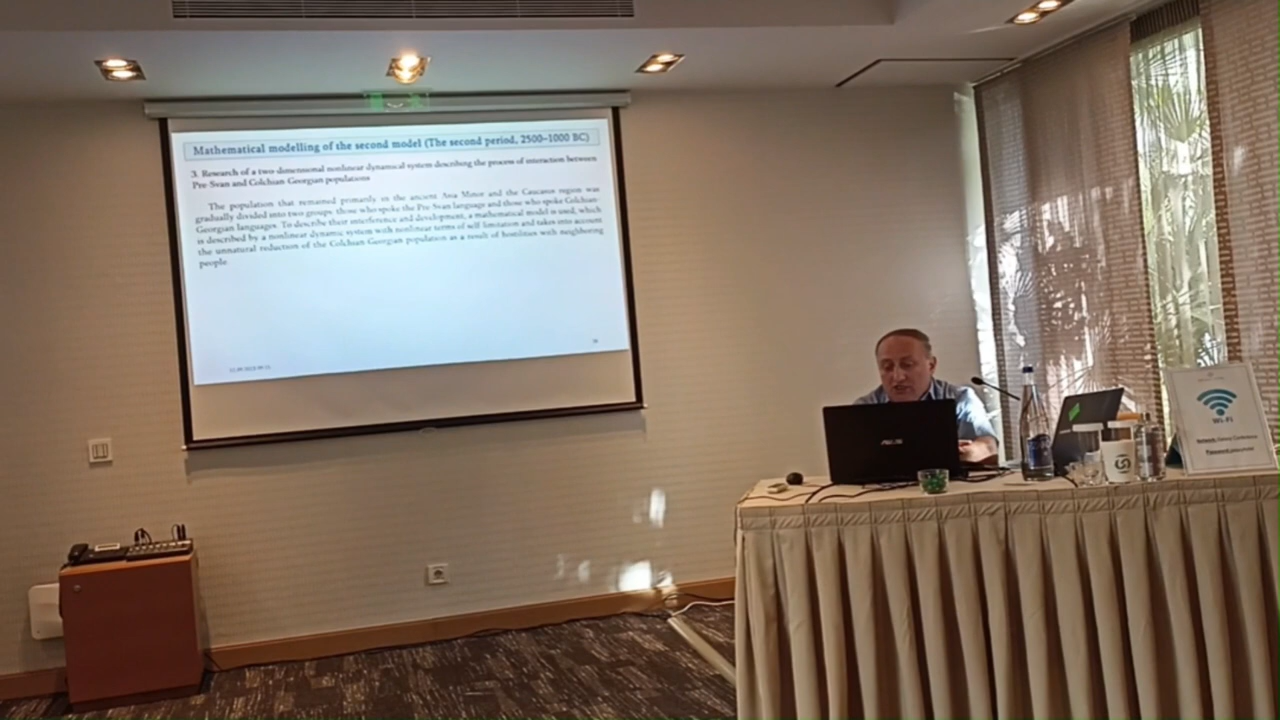 Mathematical modelling of the second model (The second period, 2500–1000 BC)
3. Research of a two-dimensional nonlinear dynamical system describing the process of interaction between
Pre-Svan and Colchian-Georgian populations
The population that remained primarily in the ancient Asia Minor and the Caucasus region was
gradually divided into two groups: those who spoke the Pre-Svan language and those who spoke Colchian-
Georgian languages. To describe their interference and development, a mathematical model is used, which
is described by a nonlinear dynamic system with nonlinear terms of self-limitation and takes into account
the unnatural reduction of the Colchian-Georgian population as a result of hostilities with neighboring
people.
ASUS
Wi-Fi
Network:
Password: